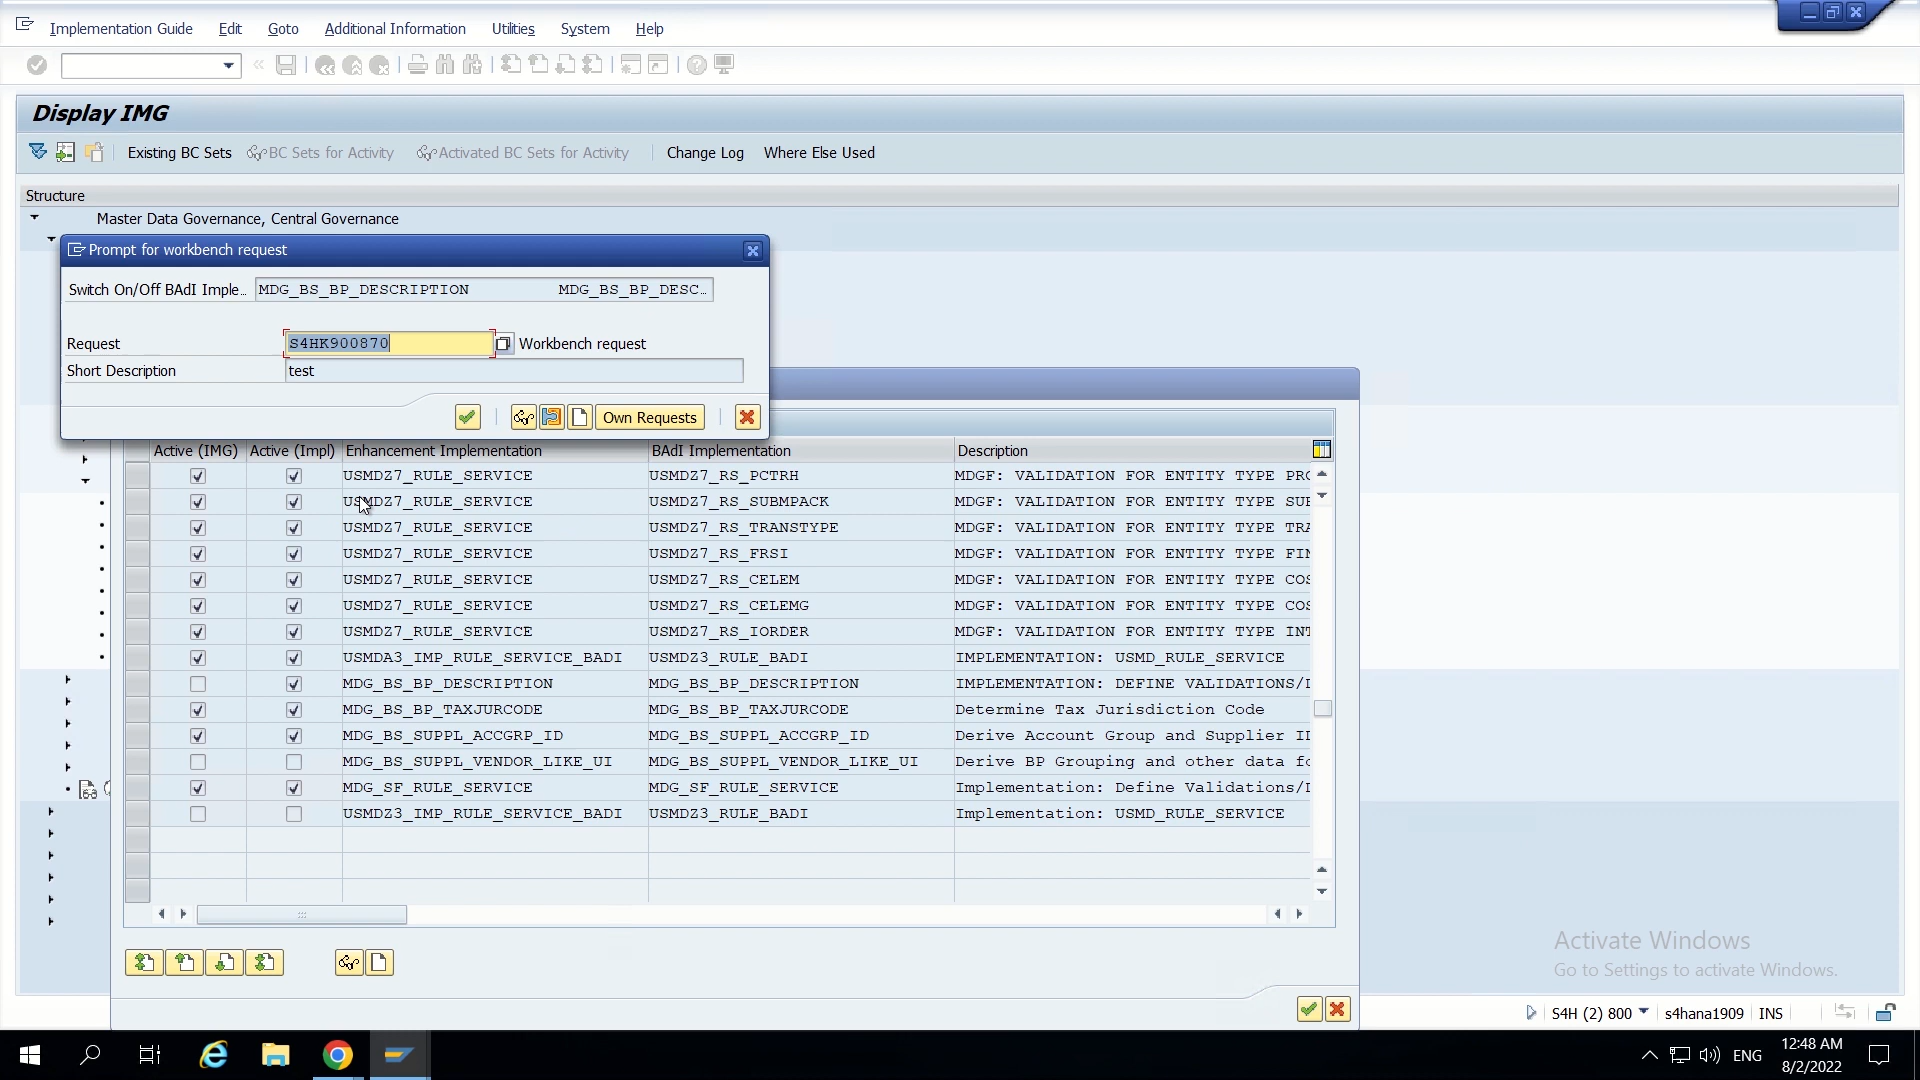 Implementation Guide Edit Goto Additional Information Utilities System Help
Display IMG
Existing BC Sets BC Sets for Activity Activated BC Sets for Activity Change Log Where Else Used
Structure
Master Data Governance, Central Governance
Prompt for workbench request
Switch On/Off BAdI Imple.. MDG_BS_BP_DESCRIPTION MDG_BS_BP_DESC..
Request S4HK900870 Workbench request
Short Description test
Own Requests
Active (IMG) Active (Impl) Enhancement Implementation BAdI Implementation Description
USMDZ7_RULE_SERVICE USMDZ7_RS_PCTRH MDGF: VALIDATION FOR ENTITY TYPE PRC
USMDZ7_RULE_SERVICE USMDZ7_RS_SUBMPACK MDGF: VALIDATION FOR ENTITY TYPE SUB
USMDZ7_RULE_SERVICE USMDZ7_RS_TRANSTYPE MDGF: VALIDATION FOR ENTITY TYPE TRA
USMDZ7_RULE_SERVICE USMDZ7_RS_FRSI MDGF: VALIDATION FOR ENTITY TYPE FIN
USMDZ7_RULE_SERVICE USMDZ7_RS_CELEM MDGF: VALIDATION FOR ENTITY TYPE COS
USMDZ7_RULE_SERVICE USMDZ7_RS_CELEMG MDGF: VALIDATION FOR ENTITY TYPE COS
USMDZ7_RULE_SERVICE USMDZ7_RS_IORDER MDGF: VALIDATION FOR ENTITY TYPE INT
USMDA3_IMP_RULE_SERVICE_BADI USMDZ3_RULE_BADI IMPLEMENTATION: USMD_RULE_SERVICE
MDG_BS_BP_DESCRIPTION MDG_BS_BP_DESCRIPTION IMPLEMENTATION: DEFINE VALIDATIONS/D
MDG_BS_BP_TAXJURCODE MDG_BS_BP_TAXJURCODE Determine Tax Jurisdiction Code
MDG_BS_SUPPL_ACCGRP_ID MDG_BS_SUPPL_ACCGRP_ID Derive Account Group and Supplier ID
MDG_BS_SUPPL_VENDOR_LIKE_UI MDG_BS_SUPPL_VENDOR_LIKE_UI Derive BP Grouping and other data fo
MDG_SF_RULE_SERVICE MDG_SF_RULE_SERVICE Implementation: Define Validations/D
USMDZ3_IMP_RULE_SERVICE_BADI USMDZ3_RULE_BADI Implementation: USMD_RULE_SERVICE
Activate Windows
Go to Settings to activate Windows.
S4H (2) 800 s4hana1909 INS
ENG 12:48 AM
8/2/2022